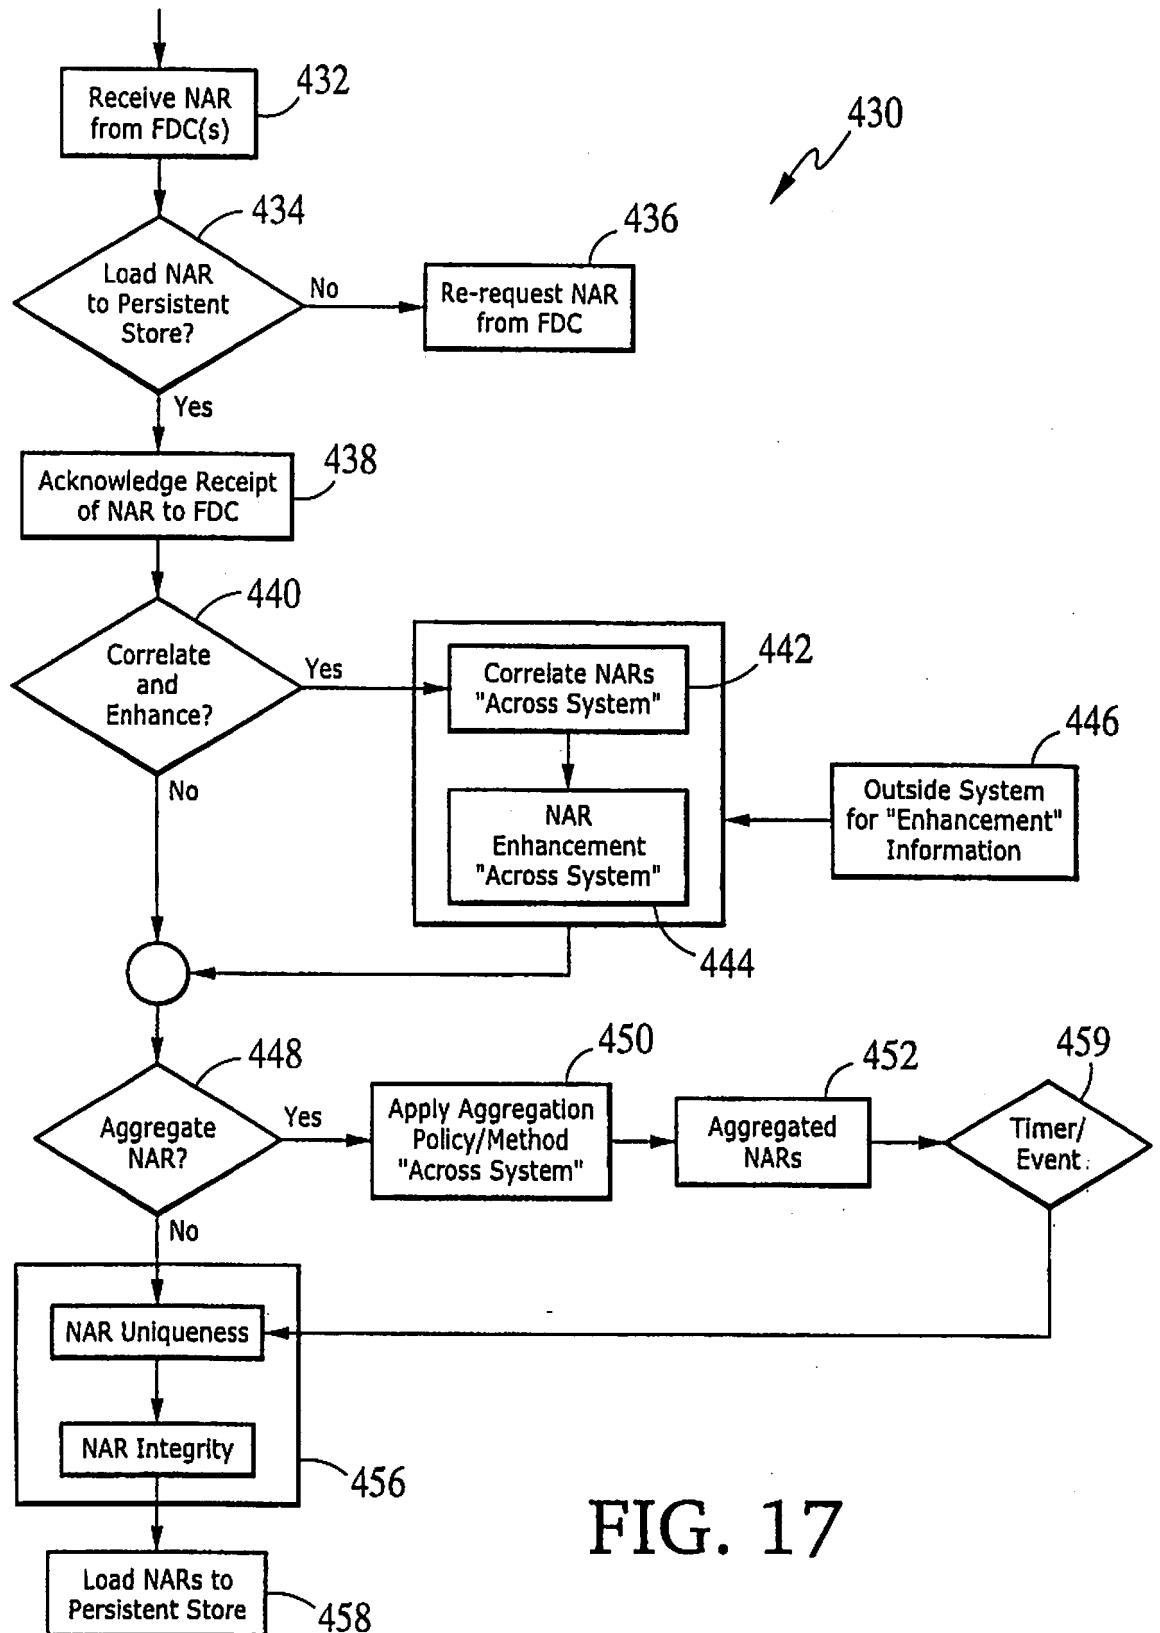 Receive NAR
from FDC(s)
432
430
434
Load NAR
to Persistent
Store?
No
436
Re-request NAR
from FDC
Yes
438
Acknowledge Receipt
of NAR to FDC
440
Correlate
and
Enhance?
Yes
442
Correlate NARs
"Across System"
NAR
Enhancement
"Across System"
444
446
Outside System
for "Enhancement"
Information
No
448
Aggregate
NAR?
Yes
450
Apply Aggregation
Policy/Method
"Across System"
452
Aggregated
NARs
459
Timer/
Event
No
NAR Uniqueness
NAR Integrity
456
Load NARs to
Persistent Store
458
FIG. 17